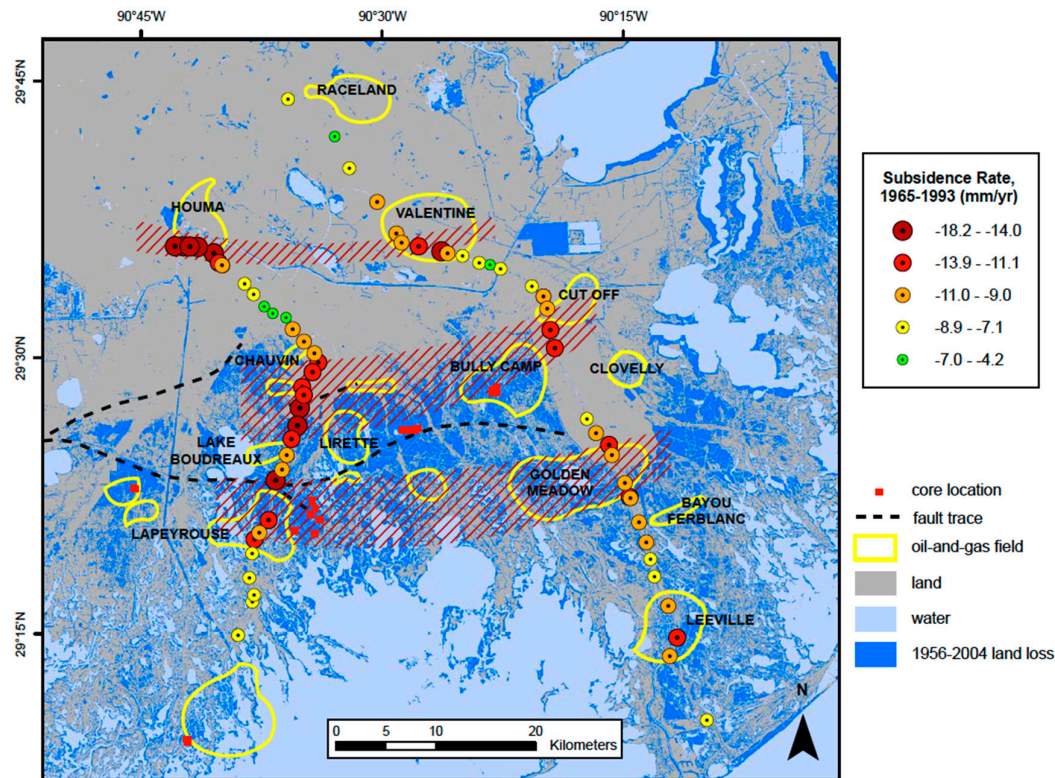 90°45'W
90°30'W
90°15'W
29°45'N
29°30'N
29°15'N
RACELAND
HOUMA
VALENTINE
CUT OFF
CHAUVIN
BULLY CAMP
CLOVELLY
LAKE
BOUDREAUX
LIRETTE
GOLDEN
MEADOW
BAYOU
FERBLANC
LAPEYROUSE
LEEVILLE
0 5 10 20
Kilometers
N
Subsidence Rate,
1965-1993 (mm/yr)
-18.2 - -14.0
-13.9 - -11.1
-11.0 - -9.0
-8.9 - -7.1
-7.0 - -4.2
core location
fault trace
oil-and-gas field
land
water
1956-2004 land loss